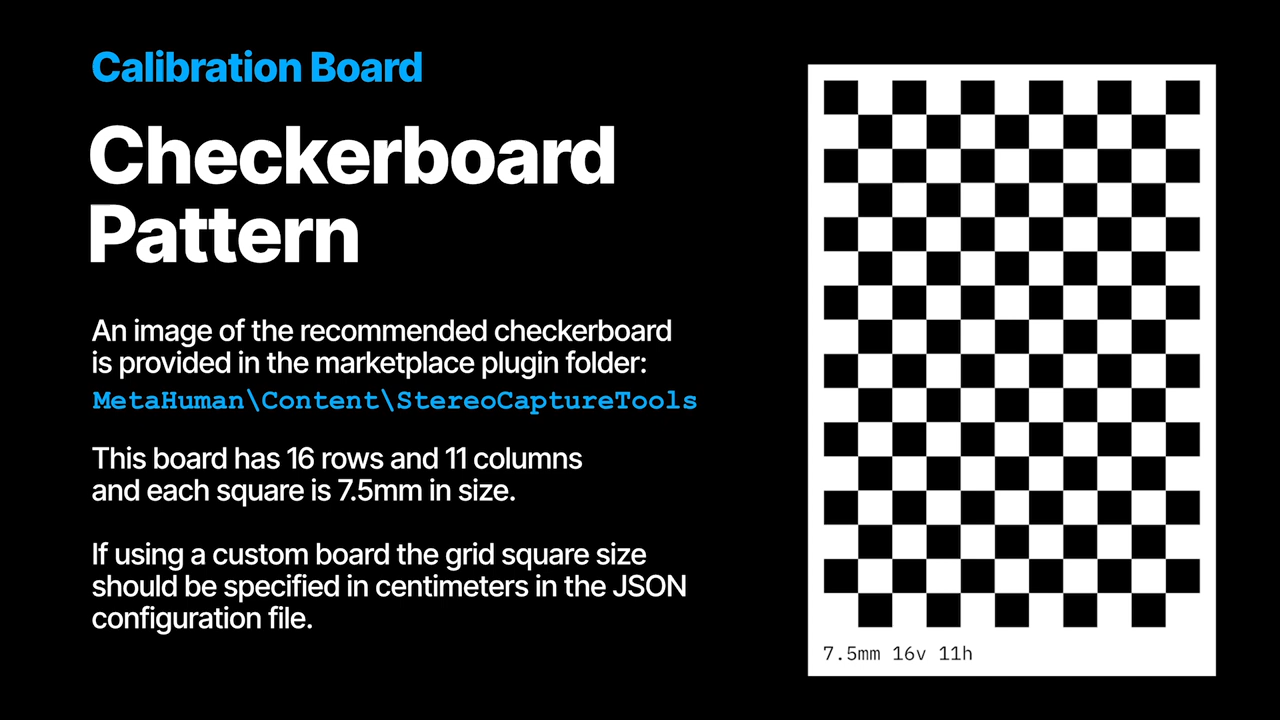 Calibration Board
Checkerboard
Pattern
An image of the recommended checkerboard
is provided in the marketplace plugin folder:
MetaHuman\Content\StereoCaptureTools
This board has 16 rows and 11 columns
and each square is 7.5mm in size.
If using a custom board the grid square size
should be specified in centimeters in the JSON
configuration file.
7.5mm 16v 11h